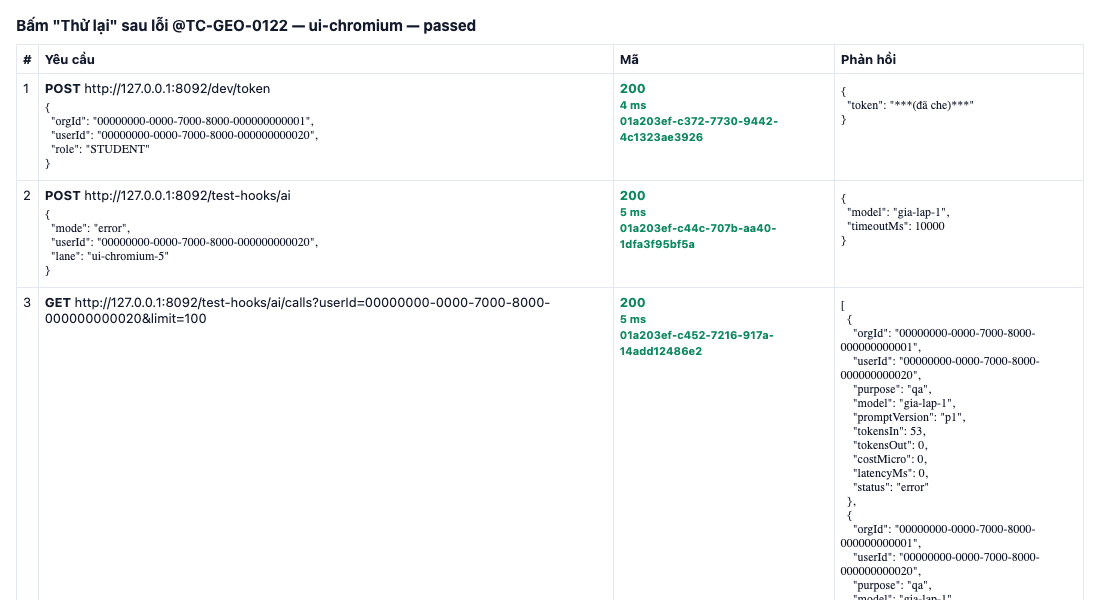 Bấm "Thử lại" sau lỗi @TC-GEO-0122 — ui-chromium — passed
# Yêu cầu Mã Phản hồi
1 POST http://127.0.0.1:8092/dev/token
{
"orgId": "00000000-0000-7000-8000-000000000001",
"userId": "00000000-0000-7000-8000-000000000020",
"role": "STUDENT"
}
200
4 ms
01a203ef-c372-7730-9442-
4c1323ae3926
{
"token": "***(đã che)***"
}
2 POST http://127.0.0.1:8092/test-hooks/ai
{
"mode": "error",
"userId": "00000000-0000-7000-8000-000000000020",
"lane": "ui-chromium-5"
}
200
5 ms
01a203ef-c44c-707b-aa40-
1dfa3f95bf5a
{
"model": "gia-lap-1",
"timeoutMs": 10000
}
3 GET http://127.0.0.1:8092/test-hooks/ai/calls?userId=00000000-0000-7000-8000-
000000000020&limit=100
200
5 ms
01a203ef-c452-7216-917a-
14add12486e2
[
{
"orgId": "00000000-0000-7000-8000-
000000000001",
"userId": "00000000-0000-7000-8000-
000000000020",
"purpose": "qa",
"model": "gia-lap-1",
"promptVersion": "p1",
"tokensIn": 53,
"tokensOut": 0,
"costMicro": 0,
"latencyMs": 0,
"status": "error"
},
{
"orgId": "00000000-0000-7000-8000-
000000000001",
"userId": "00000000-0000-7000-8000-
000000000020",
"purpose": "qa",
"model": "gia-lap-1",